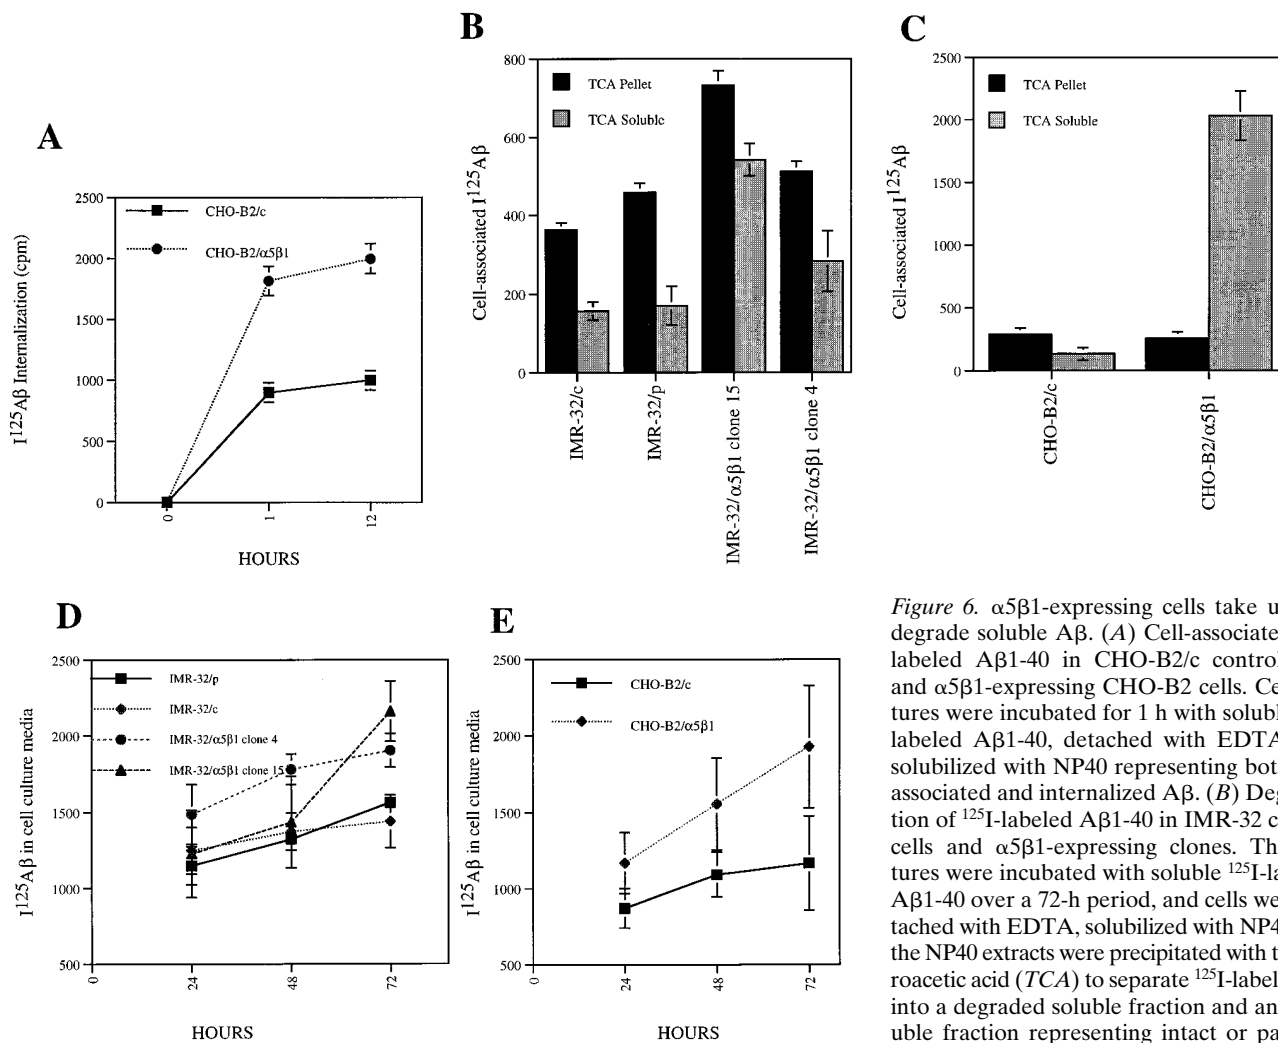 A
2500
2000
1500
1000
500
0
I125Aβ Internalization (cpm)
CHO-B2/c
CHO-B2/α5β1
0
1
12
HOURS
B
800
600
400
200
0
Cell-associated I125Aβ
TCA Pellet
TCA Soluble
IMR-32/c
IMR-32/p
IMR-32/α5β1 clone 15
IMR-32/α5β1 clone 4
C
2500
2000
1500
1000
500
0
Cell-associated I125Aβ
TCA Pellet
TCA Soluble
CHO-B2/c
CHO-B2/α5β1
D
2500
2000
1500
1000
500
I125Aβ in cell culture media
IMR-32/p
IMR-32/c
IMR-32/α5β1 clone 4
IMR-32/α5β1 clone 15
0
24
48
72
HOURS
E
2500
2000
1500
1000
500
I125Aβ in cell culture media
CHO-B2/c
CHO-B2/α5β1
0
24
48
72
HOURS
Figure 6. α5β1-expressing cells take u
degrade soluble Aβ. (A) Cell-associate
labeled Aβ1-40 in CHO-B2/c control
and α5β1-expressing CHO-B2 cells. Ce
tures were incubated for 1 h with solubl
labeled Aβ1-40, detached with EDTA
solubilized with NP40 representing bot
associated and internalized Aβ. (B) Deg
tion of 125I-labeled Aβ1-40 in IMR-32 c
cells and α5β1-expressing clones. Th
tures were incubated with soluble 125I-la
Aβ1-40 over a 72-h period, and cells we
tached with EDTA, solubilized with NP4
the NP40 extracts were precipitated with t
roacetic acid (TCA) to separate 125I-label
into a degraded soluble fraction and an
uble fraction representing intact or pa